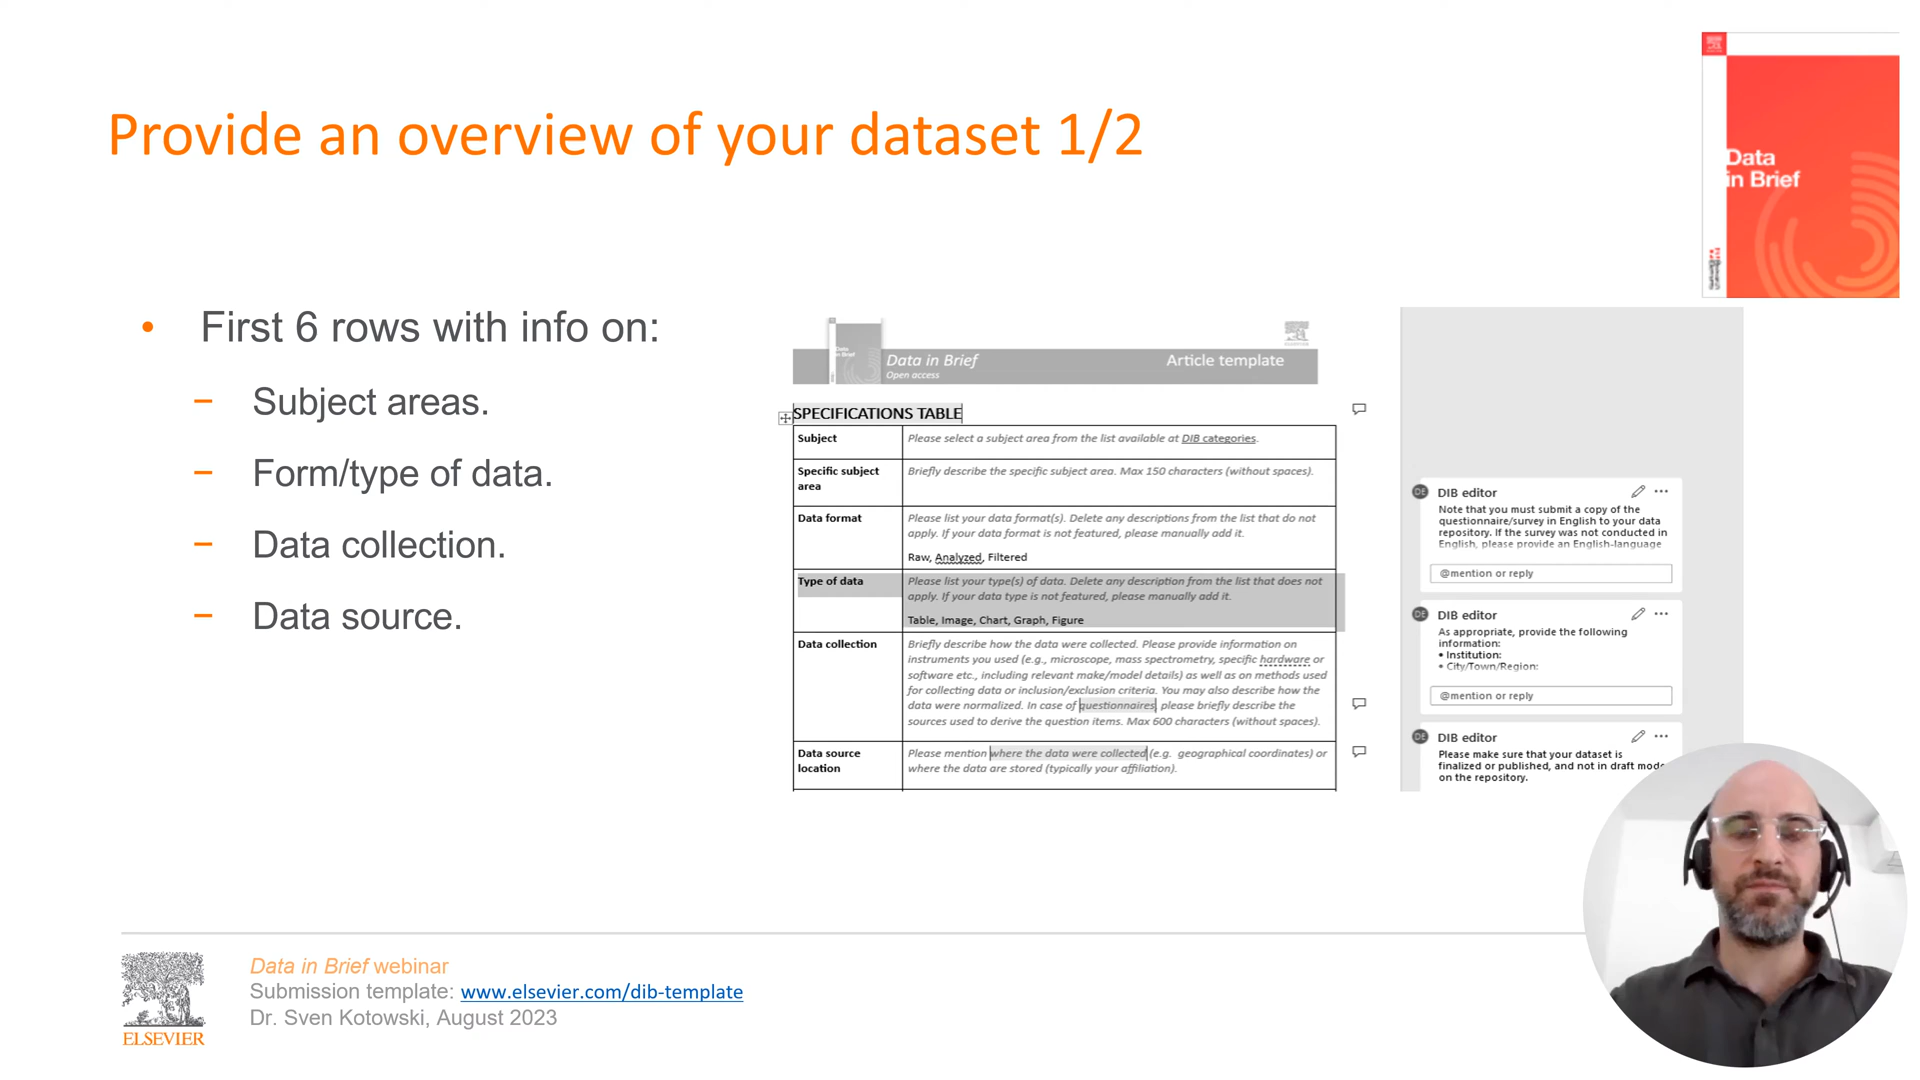 Provide an overview of your dataset 1/2
Data
in Brief
• First 6 rows with info on:
– Subject areas.
– Form/type of data.
– Data collection.
– Data source.
Data in Brief
Open access
Article template
SPECIFICATIONS TABLE
Subject
Please select a subject area from the list available at DIB categories.
Specific subject
area
Briefly describe the specific subject area. Max 150 characters (without spaces).
Data format
Please list your data format(s). Delete any descriptions from the list that do not
apply. If your data format is not featured, please manually add it.
Raw, Analyzed, Filtered
Type of data
Please list your type(s) of data. Delete any description from the list that does not
apply. If your data type is not featured, please manually add it.
Table, Image, Chart, Graph, Figure
Data collection
Briefly describe how the data were collected. Please provide information on
instruments you used (e.g., microscope, mass spectrometry, specific hardware or
software etc., including relevant make/model details) as well as on methods used
for collecting data or inclusion/exclusion criteria. You may also describe how the
data were normalized. In case of questionnaires, please briefly describe the
sources used to derive the question items. Max 600 characters (without spaces).
Data source
location
Please mention where the data were collected (e.g. geographical coordinates) or
where the data are stored (typically your affiliation).
DE DIB editor
Note that you must submit a copy of the
questionnaire/survey in English to your data
repository. If the survey was not conducted in
English, please provide an English-language
@mention or reply
DE DIB editor
As appropriate, provide the following
information:
• Institution:
• City/Town/Region:
@mention or reply
DE DIB editor
Please make sure that your dataset is
finalized or published, and not in draft mode
on the repository.
ELSEVIER
Data in Brief webinar
Submission template: www.elsevier.com/dib-template
Dr. Sven Kotowski, August 2023